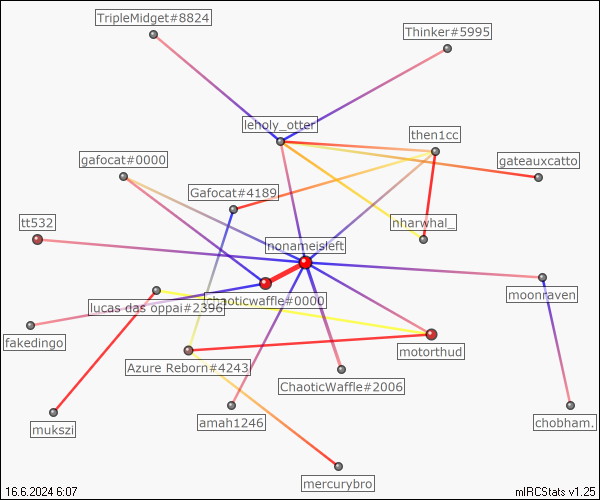 TripleMidget#8824
Thinker#5995
leholy_otter
then1cc
gafocat#0000
gateauxcatto
Gafocat#4189
tt532
nharwhal_
nonameisleft
moonraven
chaoticwaffle#0000
lucas das oppai#2396
fakedingo
motorthud
Azure Reborn#4243
ChaoticWaffle#2006
mukszi
amah1246
chobham.
mercurybro
16.6.2024 6:07
mIRCStats v1.25